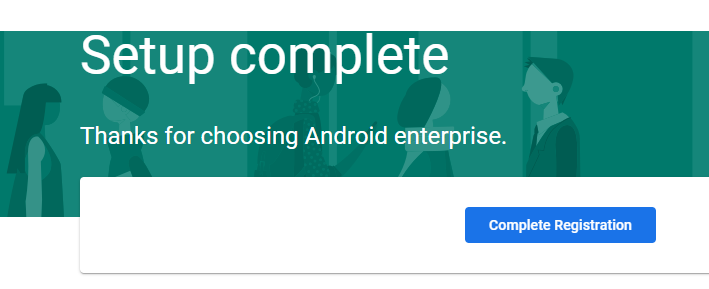 Setup complete
Thanks for choosing Android enterprise.
Complete Registration